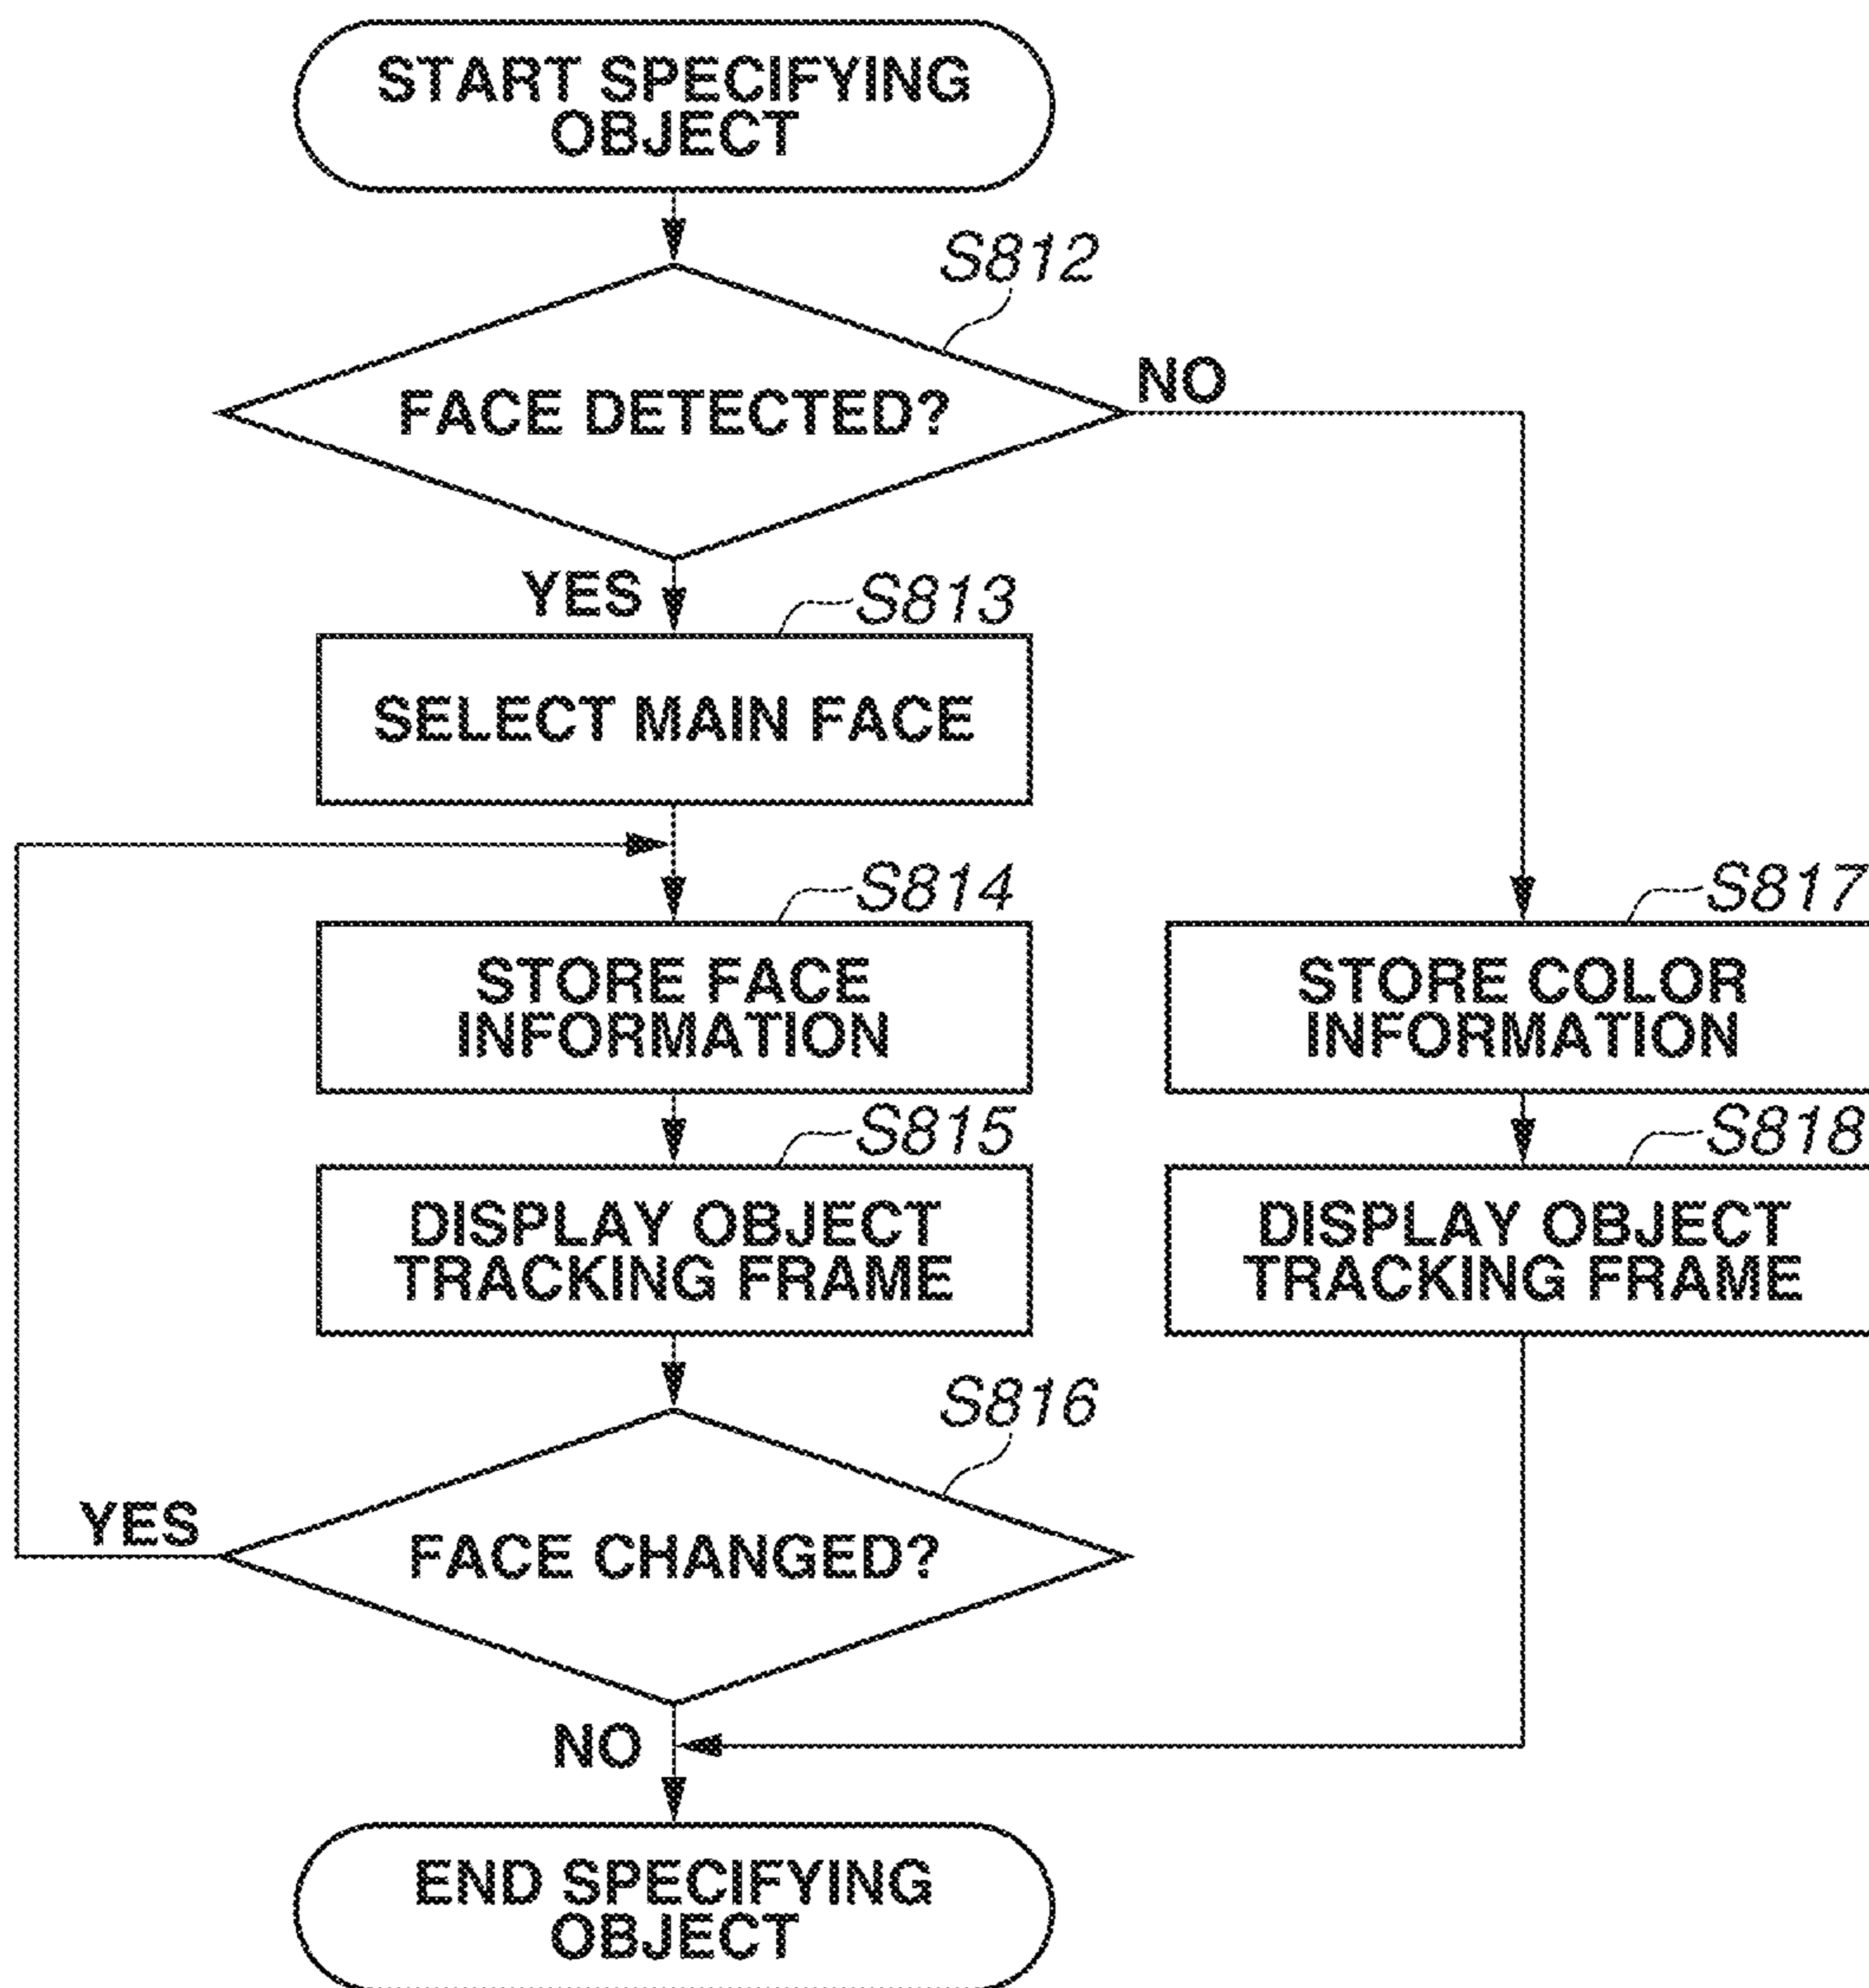 START SPECIFYING
OBJECT
S812
FACE DETECTED?
NO
YES
S813
SELECT MAIN FACE
S814
STORE FACE
INFORMATION
S817
STORE COLOR
INFORMATION
S815
DISPLAY OBJECT
TRACKING FRAME
S818
DISPLAY OBJECT
TRACKING FRAME
S816
FACE CHANGED?
YES
NO
END SPECIFYING
OBJECT